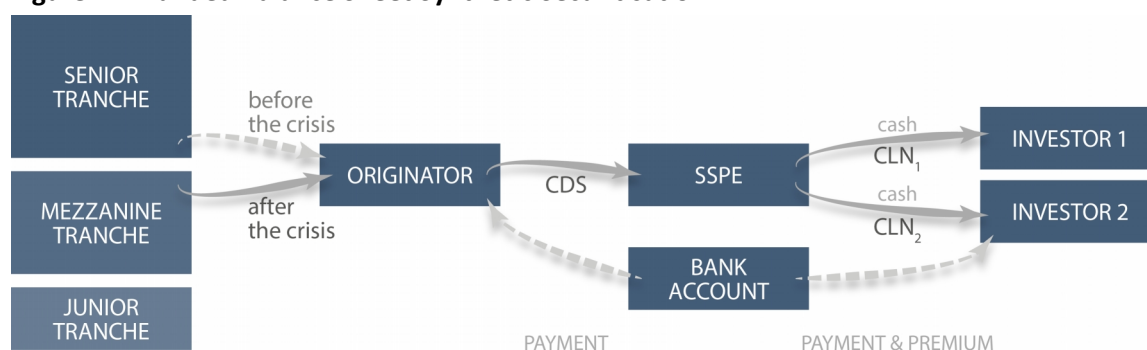 SENIOR
TRANCHE
before
the crisis
MEZZANINE
TRANCHE
after
the crisis
JUNIOR
TRANCHE
ORIGINATOR
CDS
SSPE
BANK
ACCOUNT
cash
CLN1
cash
CLN2
INVESTOR 1
INVESTOR 2
PAYMENT
PAYMENT & PREMIUM